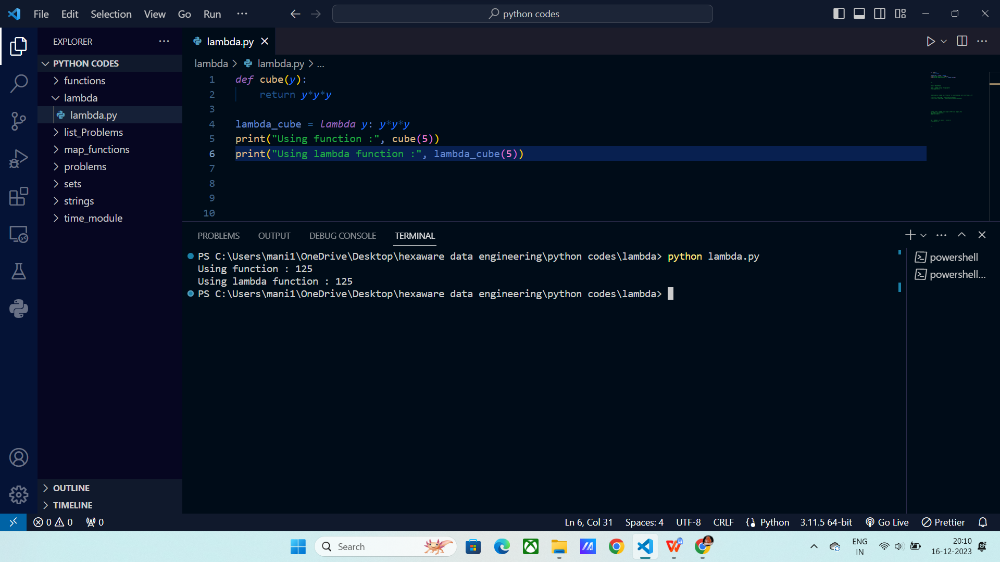 File Edit Selection View Go Run ···
python codes
EXPLORER
PYTHON CODES
functions
lambda
lambda.py
list_Problems
map_functions
problems
sets
strings
time_module
OUTLINE
TIMELINE
lambda.py
lambda > lambda.py > ...
1 def cube(y):
2 return y*y*y
3
4 lambda_cube = lambda y: y*y*y
5 print("Using function :", cube(5))
6 print("Using lambda function :", lambda_cube(5))
7
8
9
10
PROBLEMS OUTPUT DEBUG CONSOLE TERMINAL
PS C:\Users\mani1\OneDrive\Desktop\hexaware data engineering\python codes\lambda> python lambda.py
Using function : 125
Using lambda function : 125
PS C:\Users\mani1\OneDrive\Desktop\hexaware data engineering\python codes\lambda>
powershell
powershell...
0 0 0
Ln 6, Col 31 Spaces: 4 UTF-8 CRLF Python 3.11.5 64-bit Go Live Prettier
Search
ENG
IN
20:10
16-12-2023